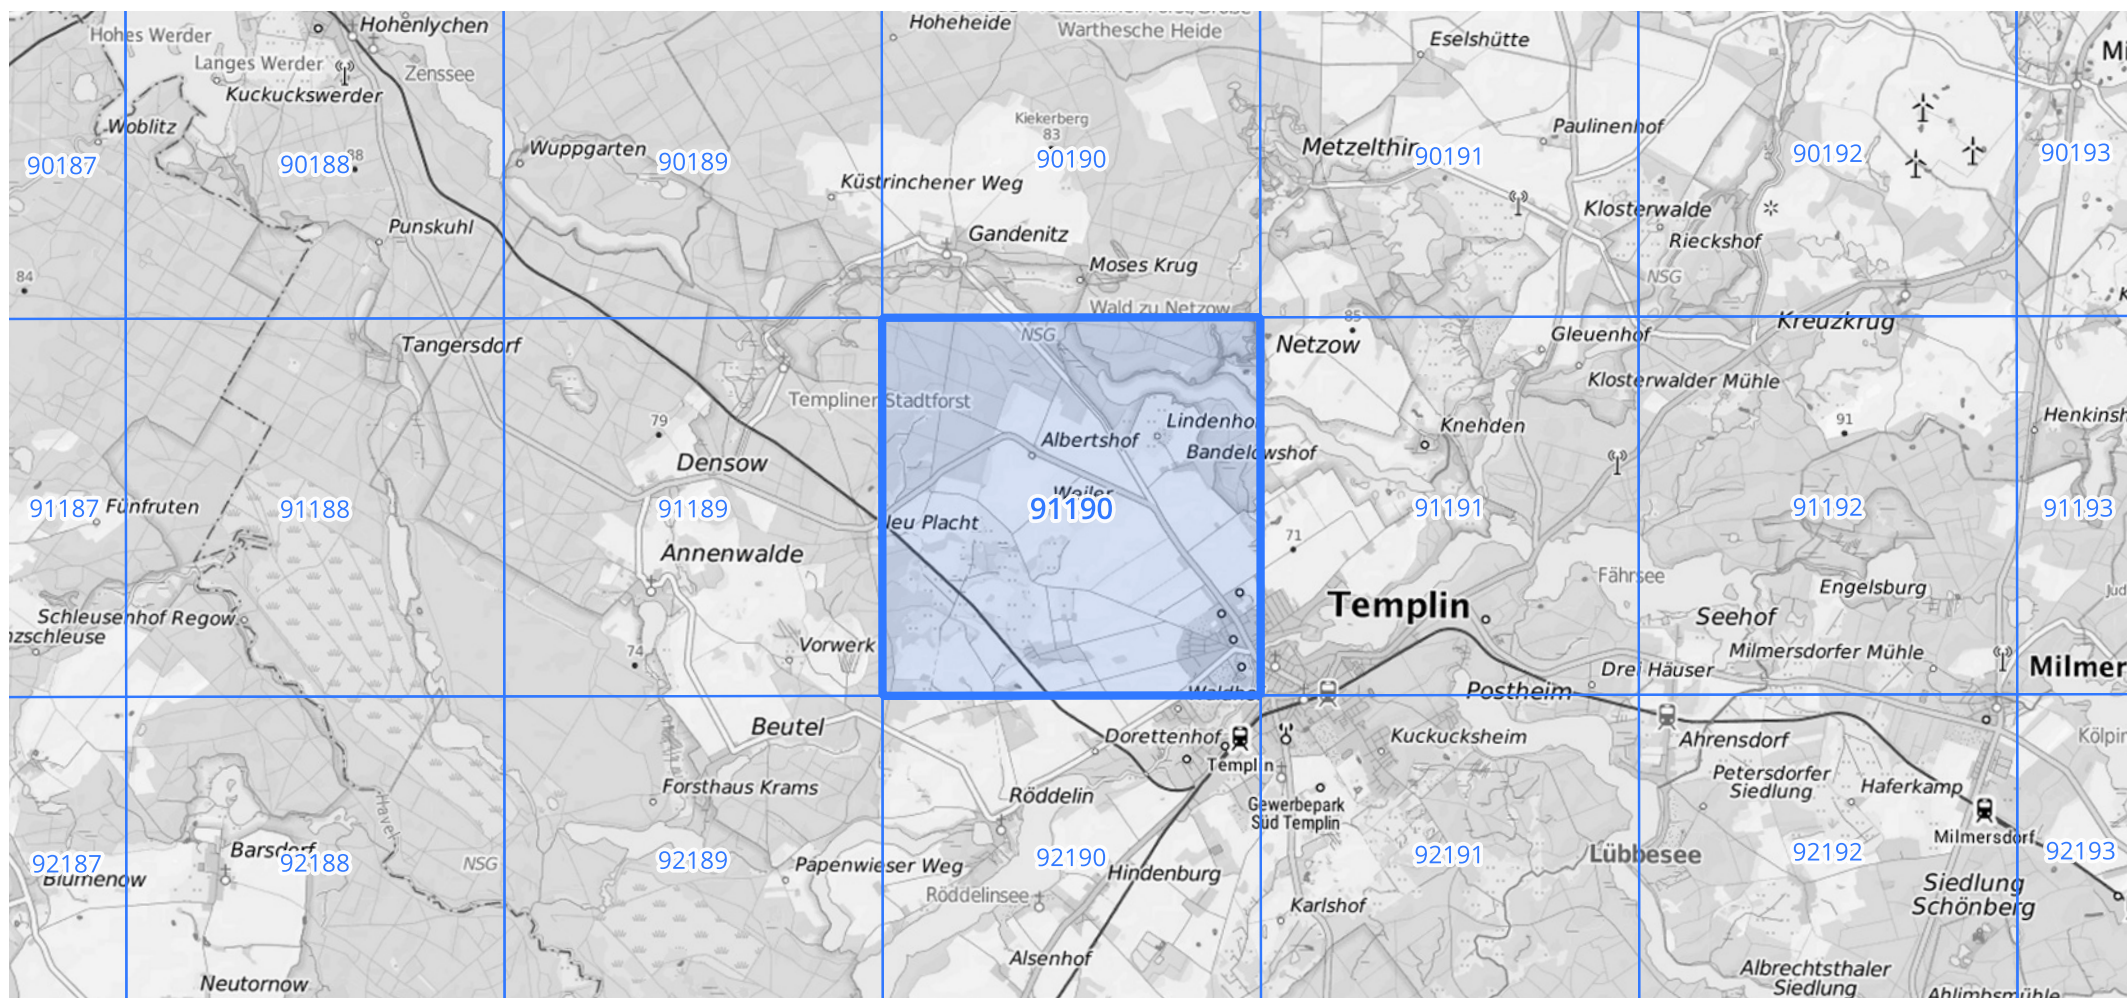 Hohes Werder
Hohenlychen
Hoheheide
Warthesche Heide
Eselshütte
Langes Werder
Zenssee
Kuckuckswerder
Woblitz
Wuppgarten
Kiekerberg
83
Metzelthin
Paulinenhof
90187
90188
88
90189
90190
90191
90192
90193
Küstrinchener Weg
Punskuhl
Gandenitz
Klosterwalde
Rieckshof
Moses Krug
NSG
84
Wald zu Netzow
Tangersdorf
NSG
Netzow
85
Gleuenhof
Kreuzkrug
Klosterwalder Mühle
Templiner Stadtforst
79
Albertshof
Lindenhof
Bandelowshof
Knehden
91
Densow
Weiler
91187
Fünfruten
91188
91189
91190
91191
91192
91193
Neu Placht
71
Annenwalde
Fährsee
Engelsburg
Templin
Seehof
Schleusenhof Regow
nzschleuse
Vorwerk
74
Milmersdorfer Mühle
Drei Häuser
Milmer
Postheim
Beutel
Dorettenhof
Templin
Kuckucksheim
Ahrensdorf
Kölpin
Forsthaus Krams
Röddelin
Gewerbepark
Süd Templin
Petersdorfer
Siedlung
Haferkamp
Milmersdorf
Havel
Barsdorf
92187
92188
NSG
92189
92190
92191
Lübbesee
92192
92193
Blumenow
Papenwieser Weg
Hindenburg
Röddelinsee
Siedlung
Schönberg
Karlshof
Neutornow
Alsenhof
Albrechtsthaler
Siedlung
Ahlimbsmühle